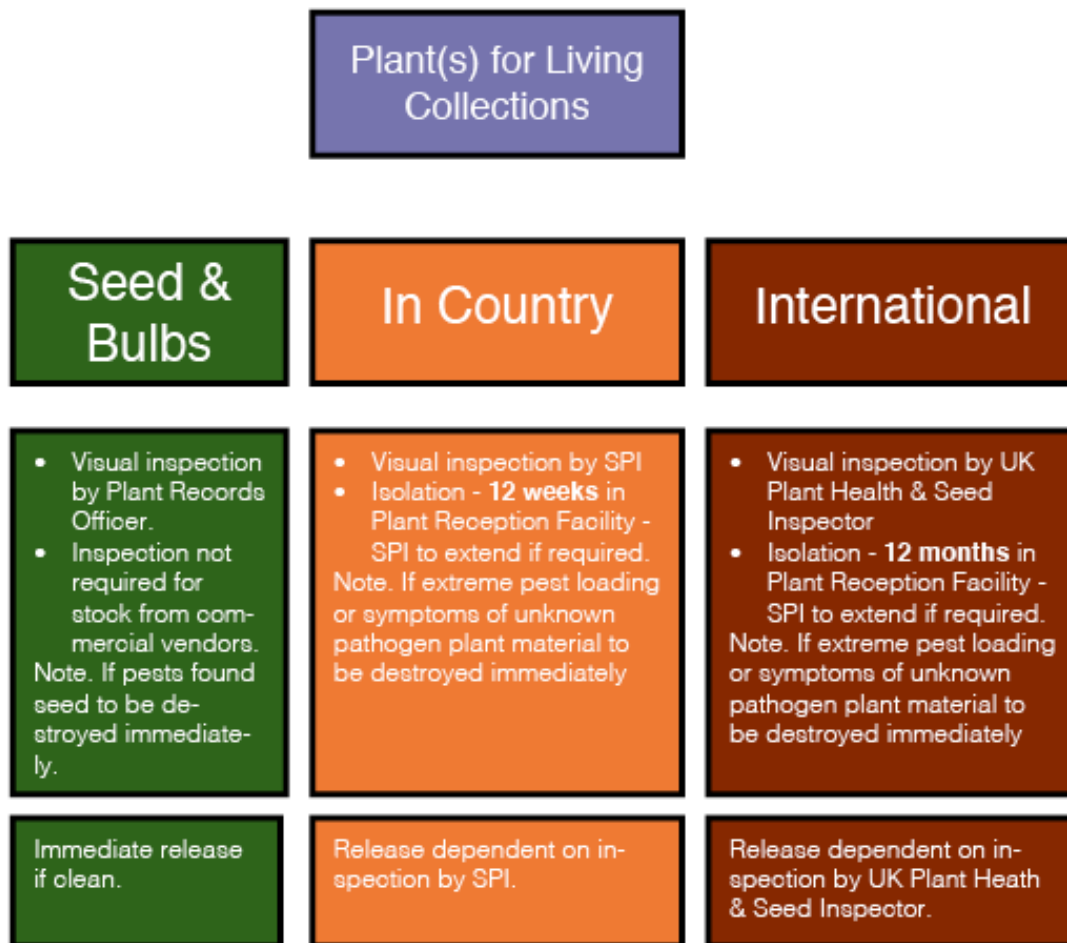 Plant(s) for Living
Collections
Seed &
Bulbs
In Country
International
• Visual inspection
by Plant Records
Officer.
• Inspection not
required for
stock from com-
mercial vendors.
Note. If pests found
seed to be de-
stroyed immediate-
ly.
• Visual inspection by SPI
• Isolation - 12 weeks in
Plant Reception Facility -
SPI to extend if required.
Note. If extreme pest loading
or symptoms of unknown
pathogen plant material to
be destroyed immediately
• Visual inspection by UK
Plant Health & Seed
Inspector
• Isolation - 12 months in
Plant Reception Facility -
SPI to extend if required.
Note. If extreme pest loading
or symptoms of unknown
pathogen plant material to
be destroyed immediately
Immediate release
if clean.
Release dependent on in-
spection by SPI.
Release dependent on in-
spection by UK Plant Heath
& Seed Inspector.